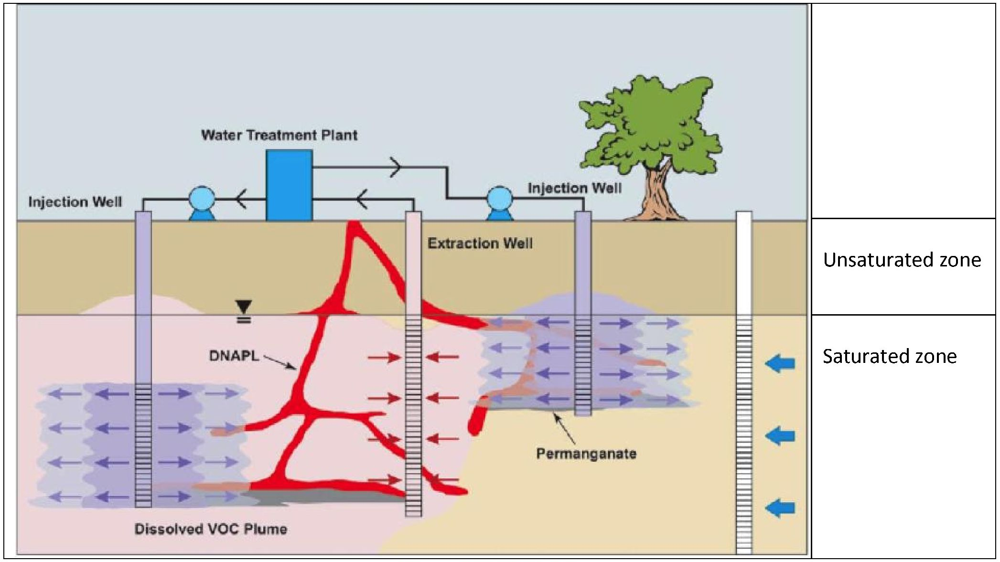 Water Treatment Plant
Injection Well
Injection Well
Extraction Well
Unsaturated zone
DNAPL
Saturated zone
Permanganate
Dissolved VOC Plume